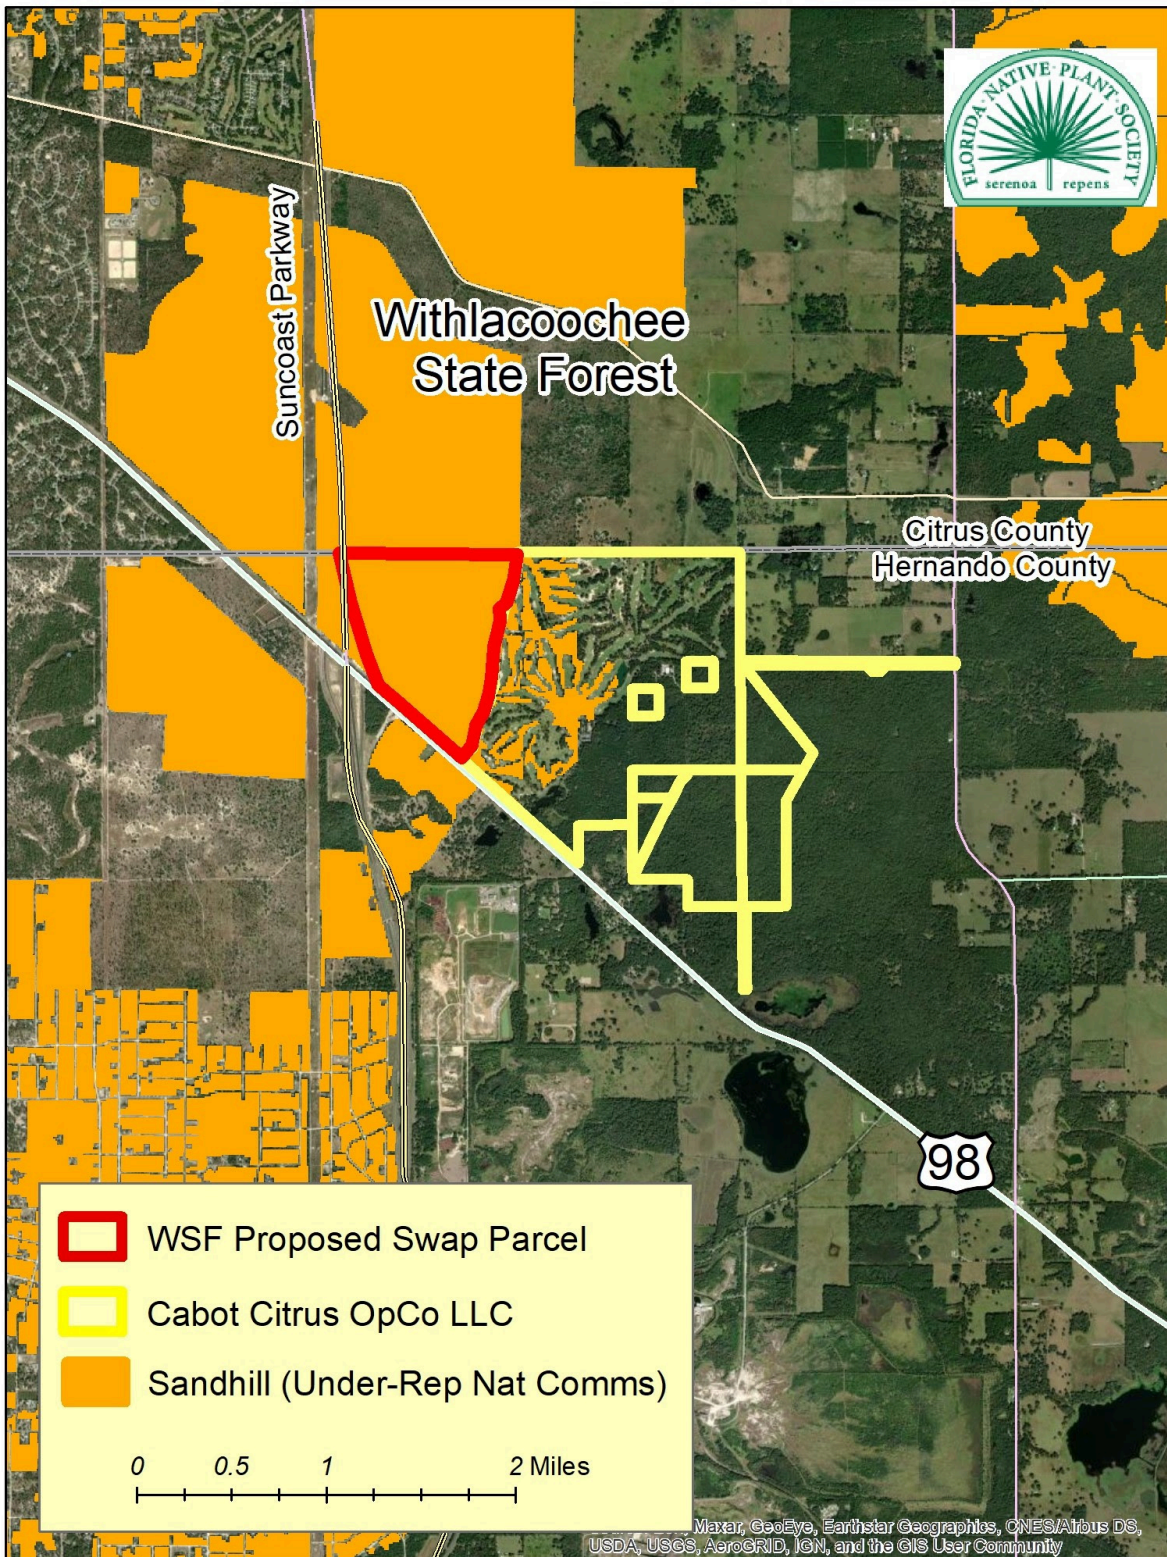 FLORIDA · NATIVE · PLANT · SOCIETY
serenoa repens
Suncoast Parkway
Withlacoochee
State Forest
Citrus County
Hernando County
98
WSF Proposed Swap Parcel
Cabot Citrus OpCo LLC
Sandhill (Under-Rep Nat Comms)
0 0.5 1 2 Miles
Maxar, GeoEye, Earthstar Geographics, CNES/Airbus DS,
USDA, USGS, AeroGRID, IGN, and the GIS User Community